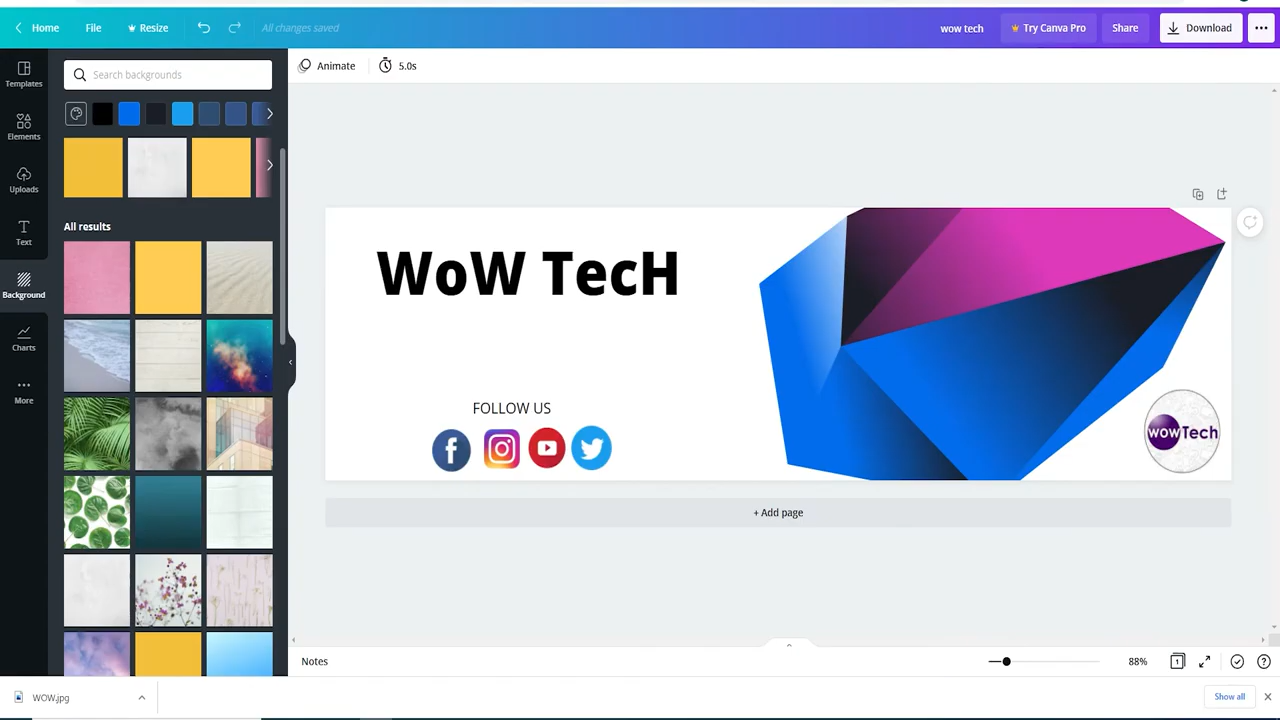 Home File Resize All changes saved wow tech Try Canva Pro Share Download
Search backgrounds
Animate 5.0s
Templates
Elements
Uploads
Text
Background
Charts
More
All results
WoW TecH
FOLLOW US
wowTech
+ Add page
Notes 88% 1
WOW.jpg Show all